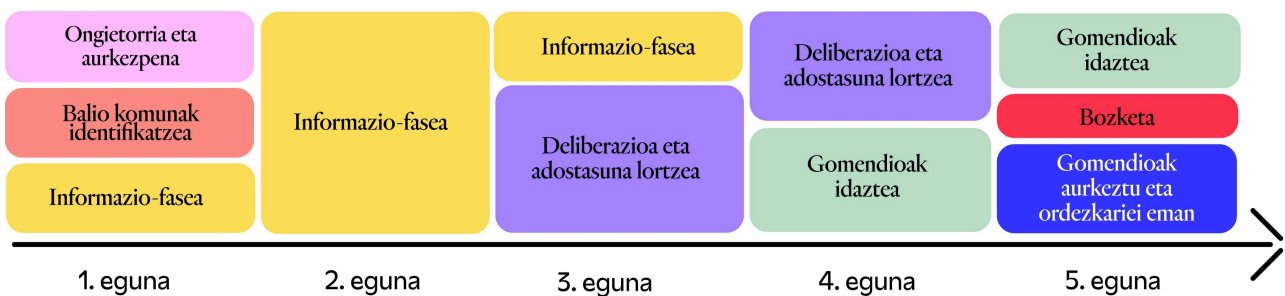 Ongietorria eta
aurkezpena
Balio komunak
identifikatzea
Informazio-fasea
Informazio-fasea
Informazio-fasea
Deliberazioa eta
adostasuna lortzea
Deliberazioa eta
adostasuna lortzea
Gomendioak
idaztea
Gomendioak
idaztea
Bozketa
Gomendioak
aurkeztu eta
ordezkariei eman
1. eguna
2. eguna
3. eguna
4. eguna
5. eguna